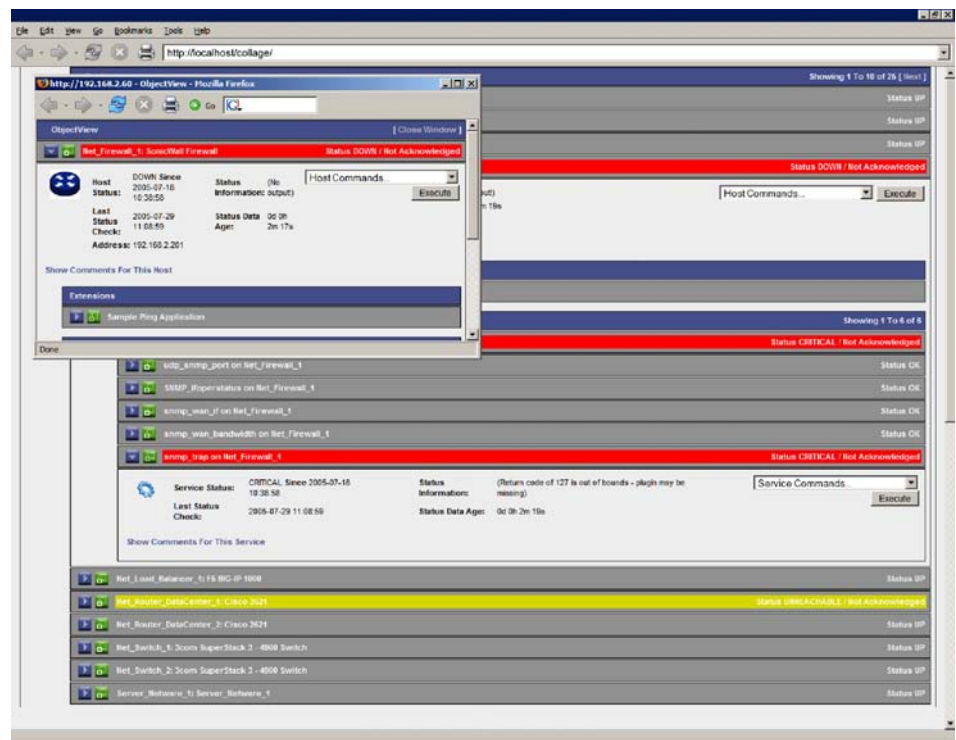 File Edit View Go Bookmarks Tools Help
http://localhost/collage/
Showing 1 To 10 of 26 [ Next ]
Status UP
Status UP
Status UP
Status DOWN / Not Acknowledged
Host Commands...
Execute
http://192.168.2.60 - ObjectView - Mozilla Firefox
Go
ObjectView
[ Close Window ]
Net_Firewall_1: SonicWall Firewall
Status DOWN / Not Acknowledged
Host Status:
DOWN Since 2005-07-18 10:38:58
Status Information:
(No output)
Host Commands...
Execute
Last Status Check:
2005-07-29 11:08:59
Status Data Age:
0d 0h 2m 17s
Address: 192.168.2.201
Show Comments For This Host
Extensions
Sample Ping Application
Done
Showing 1 To 6 of 6
Status CRITICAL / Not Acknowledged
udp_snmp_port on Net_Firewall_1
Status OK
SNMP_ifoperstatus on Net_Firewall_1
Status OK
snmp_wan_if on Net_Firewall_1
Status OK
snmp_wan_bandwidth on Net_Firewall_1
Status OK
snmp_trap on Net_Firewall_1
Status CRITICAL / Not Acknowledged
Service Status:
CRITICAL Since 2005-07-18 10:38:58
Status Information:
(Return code of 127 is out of bounds - plugin may be missing)
Service Commands...
Execute
Last Status Check:
2005-07-29 11:08:59
Status Data Age:
0d 0h 2m 19s
Show Comments For This Service
Net_Load_Balancer_1: F5 BIG-IP 1000
Status UP
Net_Router_DataCenter_1: Cisco 2621
Status UNREACHABLE / Not Acknowledged
Net_Router_DataCenter_2: Cisco 2621
Status UP
Net_Switch_1: 3com SuperStack 3 - 4900 Switch
Status UP
Net_Switch_2: 3com SuperStack 3 - 4900 Switch
Status UP
Server_Netware_1: Server_Netware_1
Status UP